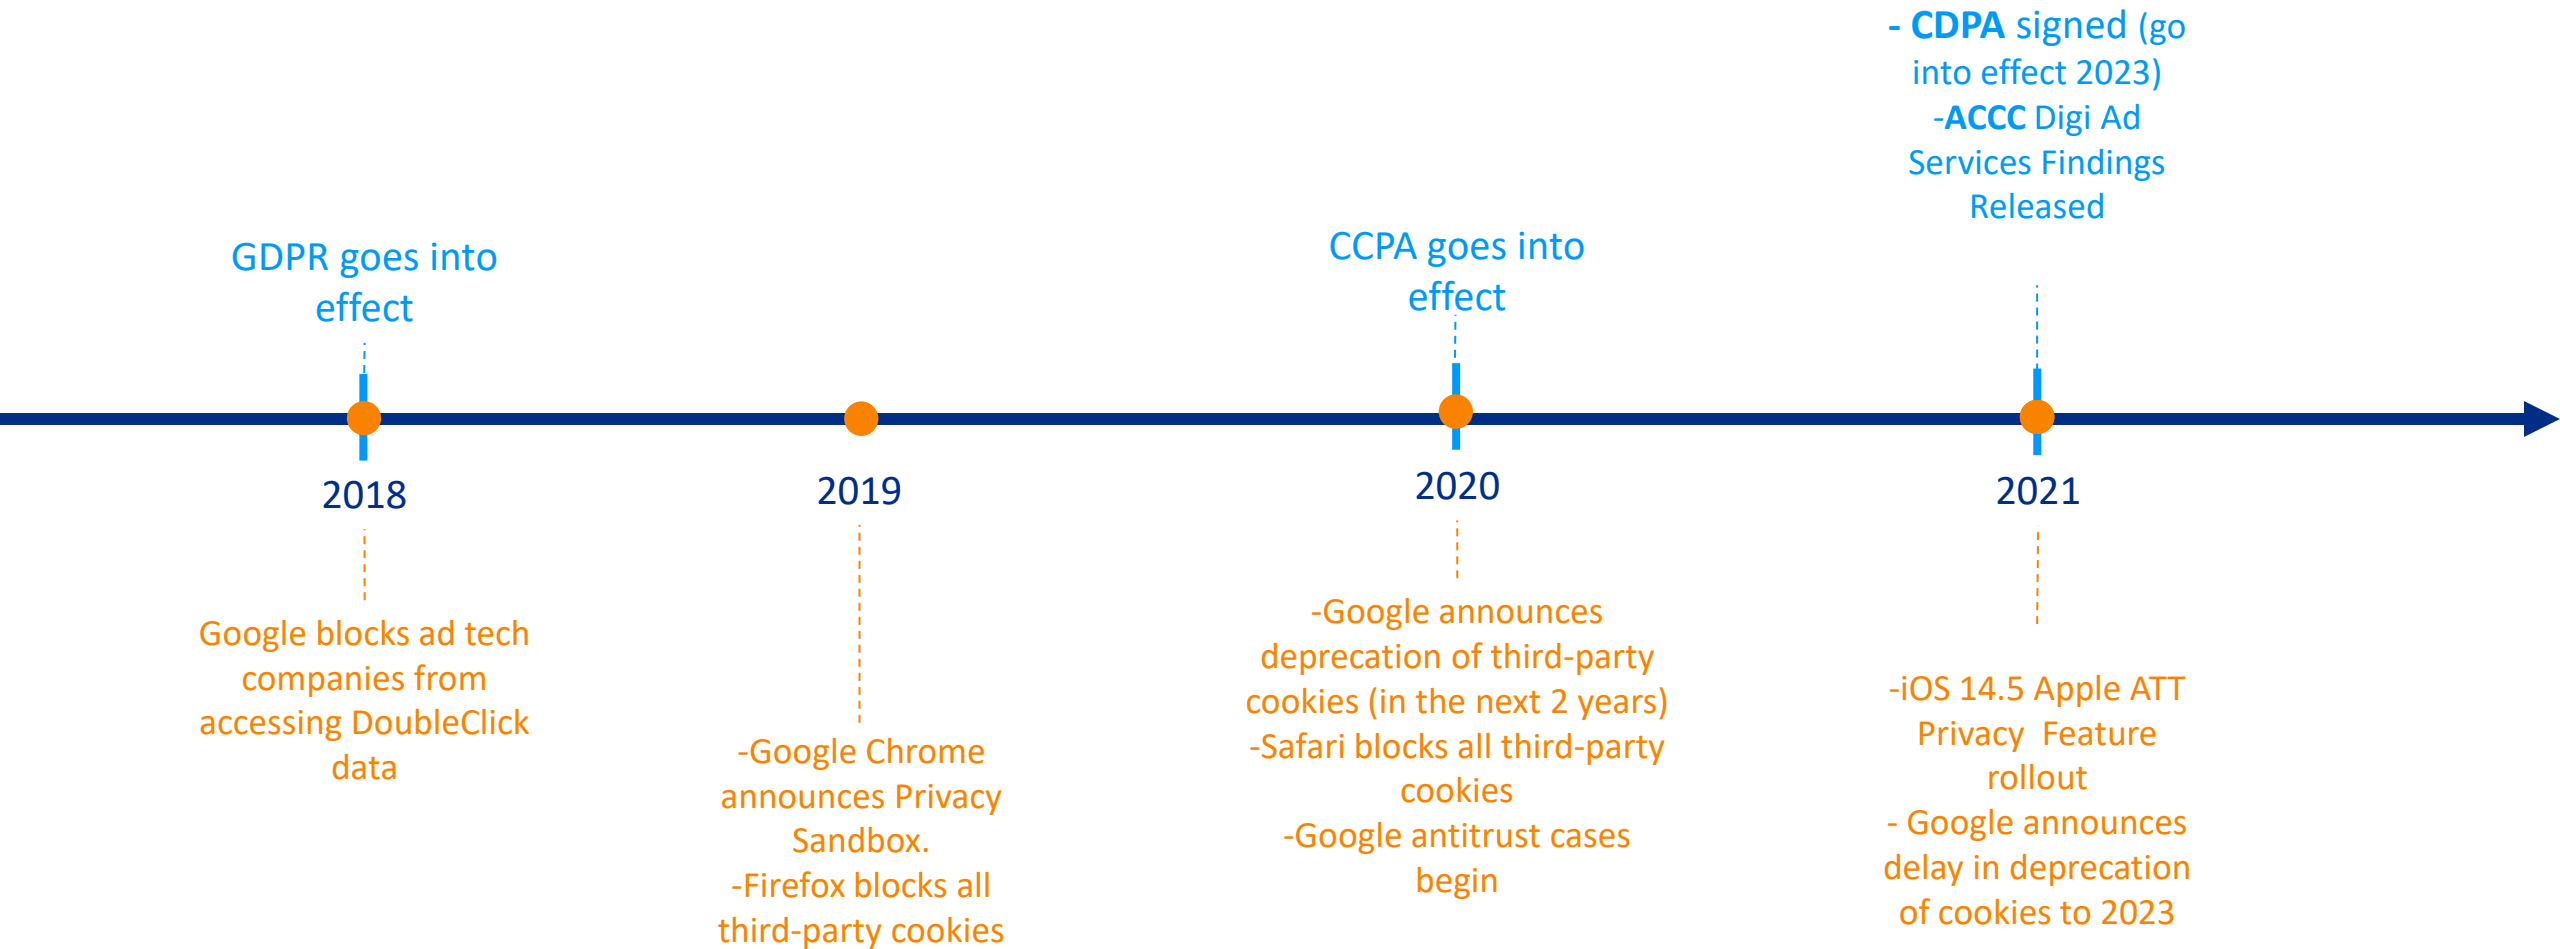 - CDPA signed (go
into effect 2023)
-ACCC Digi Ad
Services Findings
Released
GDPR goes into
effect
CCPA goes into
effect
2018
2019
2020
2021
Google blocks ad tech
companies from
accessing DoubleClick
data
-Google Chrome
announces Privacy
Sandbox.
-Firefox blocks all
third-party cookies
-Google announces
deprecation of third-party
cookies (in the next 2 years)
-Safari blocks all third-party
cookies
-Google antitrust cases
begin
-iOS 14.5 Apple ATT
Privacy  Feature
rollout
- Google announces
delay in deprecation
of cookies to 2023